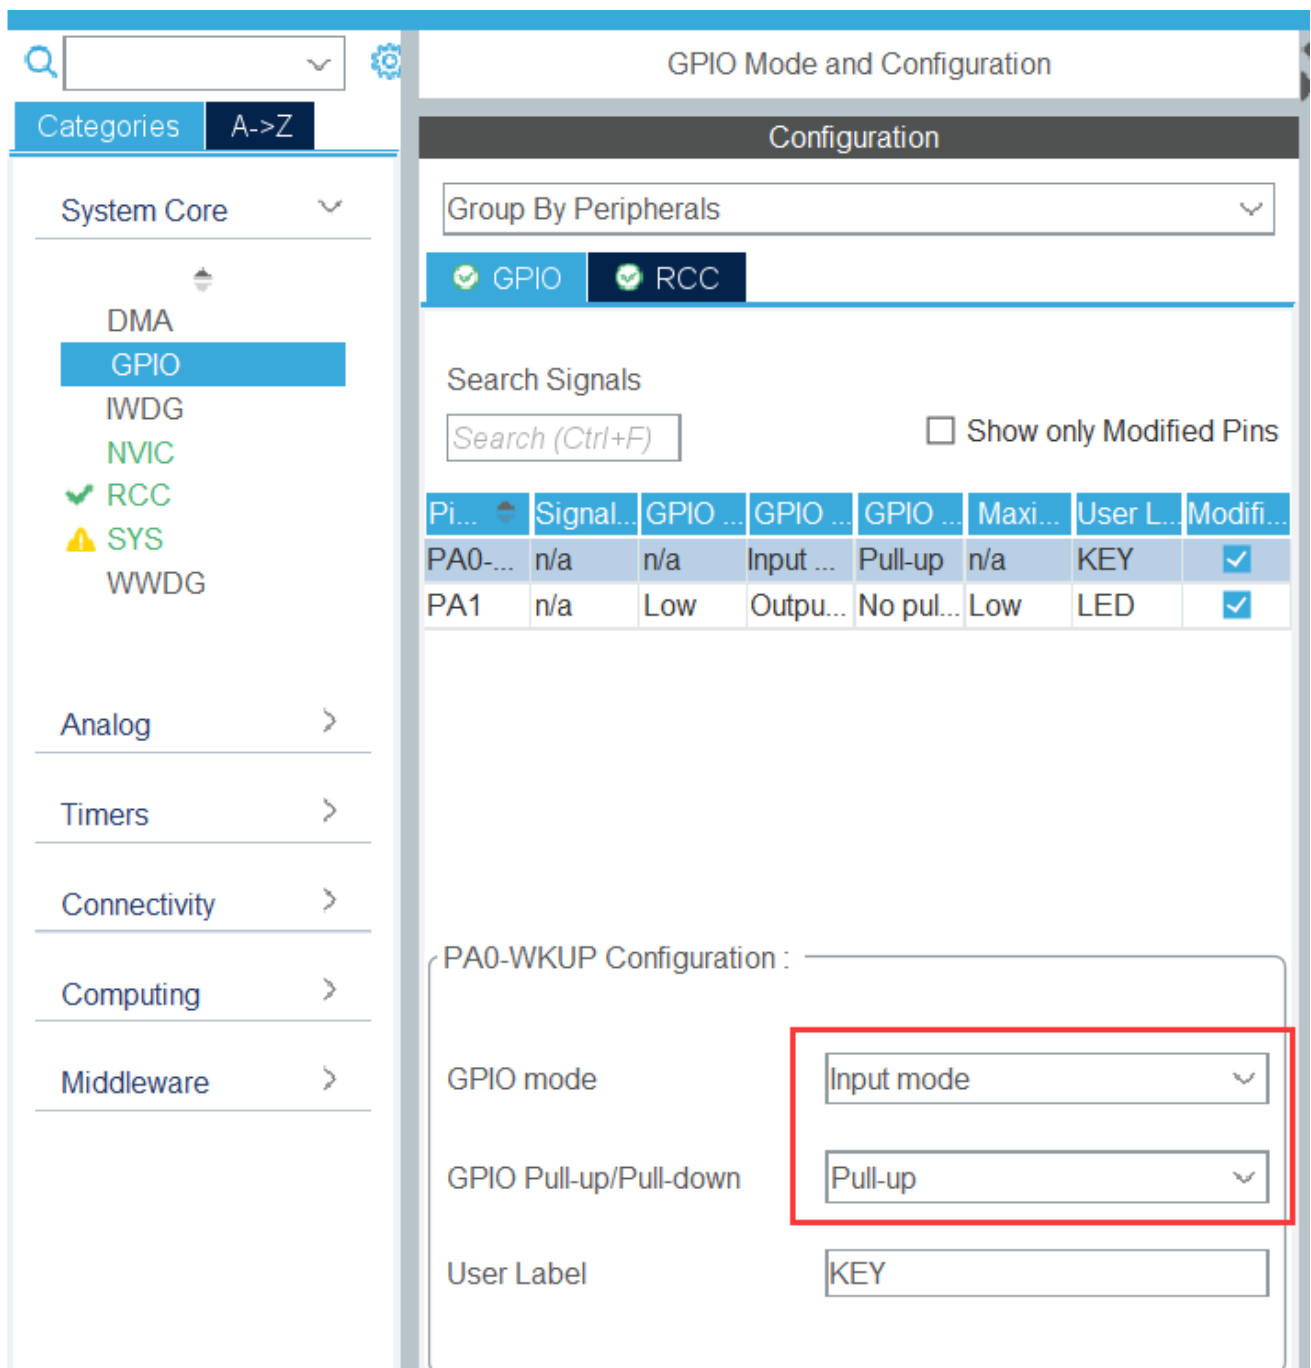 GPIO Mode and Configuration
Categories A->Z
Configuration
System Core
Group By Peripherals
GPIO RCC
DMA
GPIO
IWDG
NVIC
RCC
SYS
WWDG
Search Signals
Search (Ctrl+F)
Show only Modified Pins
Pi... Signal... GPIO ... GPIO ... GPIO ... Maxi... User L... Modifi...
PA0-... n/a n/a Input ... Pull-up n/a KEY
PA1 n/a Low Outpu... No pul... Low LED
Analog
Timers
Connectivity
Computing
Middleware
PA0-WKUP Configuration :
GPIO mode Input mode
GPIO Pull-up/Pull-down Pull-up
User Label KEY